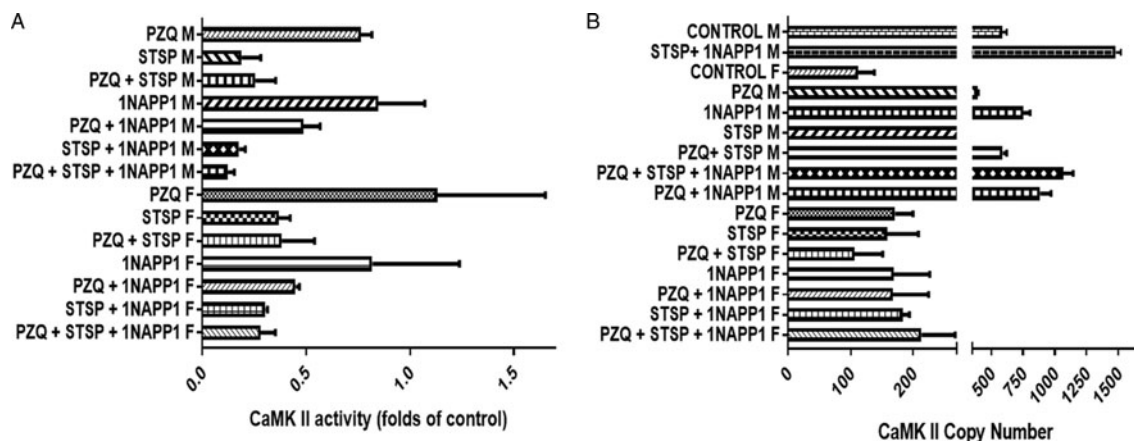 A
PZQ M
STSP M
PZQ + STSP M
1NAPP1 M
PZQ + 1NAPP1 M
STSP + 1NAPP1 M
PZQ + STSP + 1NAPP1 M
PZQ F
STSP F
PZQ + STSP F
1NAPP1 F
PZQ + 1NAPP1 F
STSP + 1NAPP1 F
PZQ + STSP + 1NAPP1 F
0.0 0.5 1.0 1.5
CaMK II activity (folds of control)
B
CONTROL M
STSP+ 1NAPP1 M
CONTROL F
PZQ M
1NAPP1 M
STSP M
PZQ+ STSP M
PZQ + STSP + 1NAPP1 M
PZQ + 1NAPP1 M
PZQ F
STSP F
PZQ + STSP F
1NAPP1 F
PZQ + 1NAPP1 F
STSP + 1NAPP1 F
PZQ + STSP + 1NAPP1 F
0 100 200 500 750 1000 1250 1500
CaMK II Copy Number